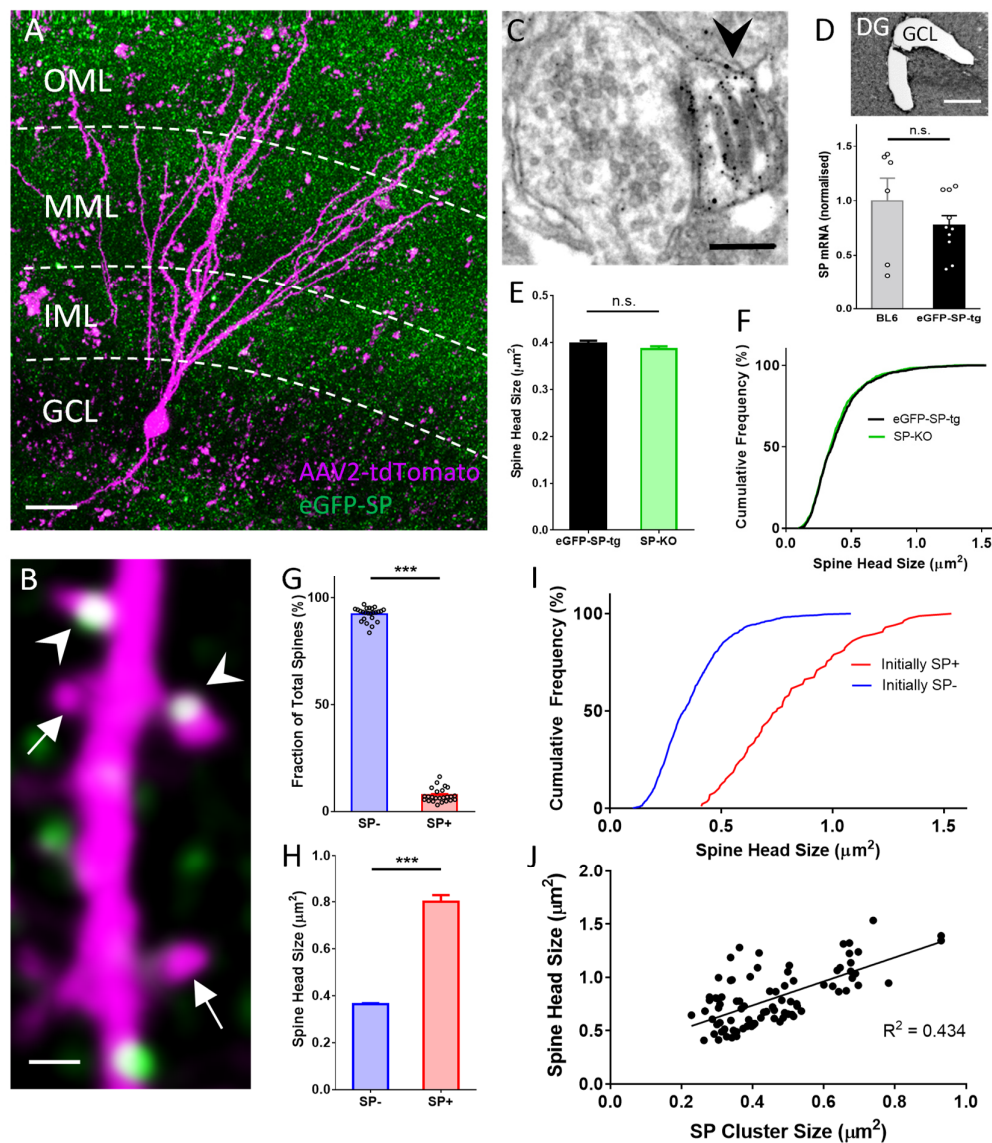 A
OML
MML
IML
GCL
AAV2-tdTomato
eGFP-SP
B
C
D
DG
GCL
n.s.
SP mRNA (normalised)
1.5
1.0
0.5
0.0
BL6
eGFP-SP-tg
E
n.s.
Spine Head Size (μm²)
0.5
0.4
0.3
0.2
0.1
0.0
eGFP-SP-tg
SP-KO
F
Cumulative Frequency (%)
100
50
0
eGFP-SP-tg
SP-KO
0.0
0.5
1.0
1.5
Spine Head Size (μm²)
G
***
Fraction of Total Spines (%)
100
50
0
SP-
SP+
H
***
Spine Head Size (μm²)
1.0
0.8
0.6
0.4
0.2
0.0
SP-
SP+
I
Cumulative Frequency (%)
100
50
0
Initially SP+
Initially SP-
0.0
0.5
1.0
1.5
Spine Head Size (μm²)
J
Spine Head Size (μm²)
2.0
1.5
1.0
0.5
0.0
R² = 0.434
0.0
0.2
0.4
0.6
0.8
1.0
SP Cluster Size (μm²)